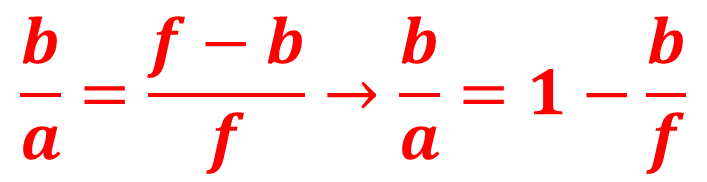 b/a = (f − b)/f → b/a = 1 − b/f